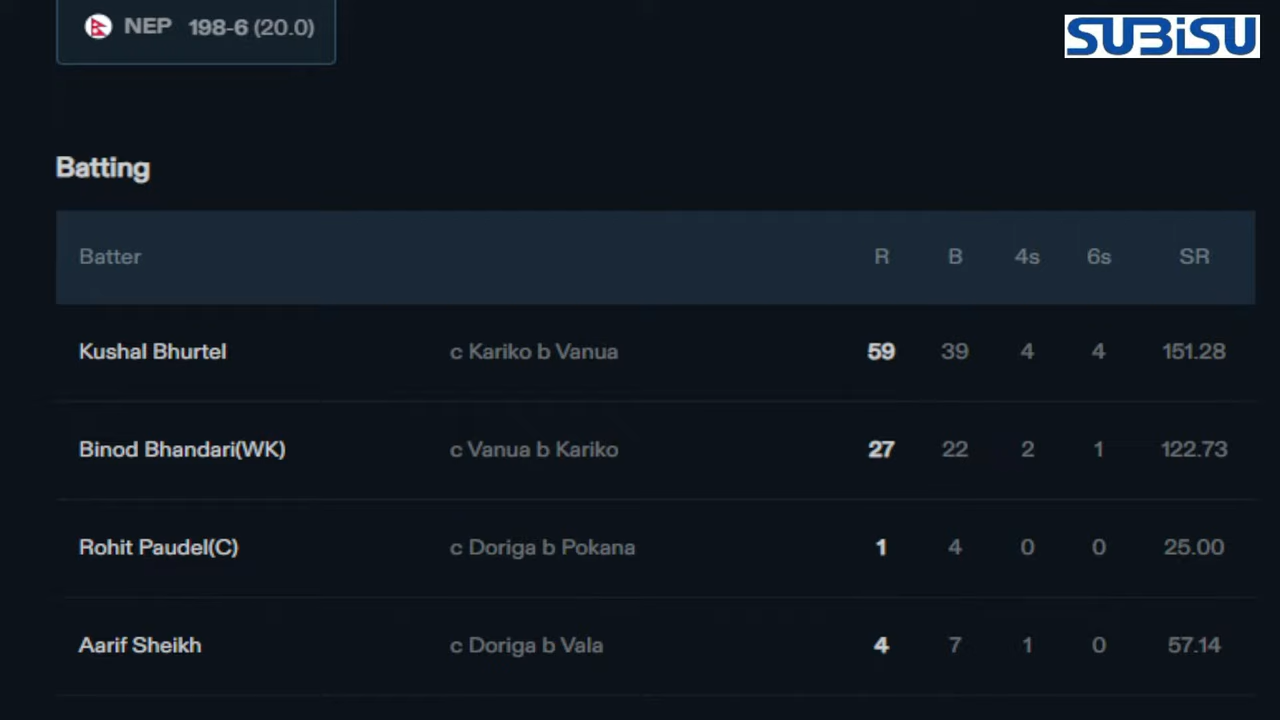 NEP 198-6 (20.0)
SUBISU
Batting
Batter R B 4s 6s SR
Kushal Bhurtel c Kariko b Vanua 59 39 4 4 151.28
Binod Bhandari(WK) c Vanua b Kariko 27 22 2 1 122.73
Rohit Paudel(C) c Doriga b Pokana 1 4 0 0 25.00
Aarif Sheikh c Doriga b Vala 4 7 1 0 57.14